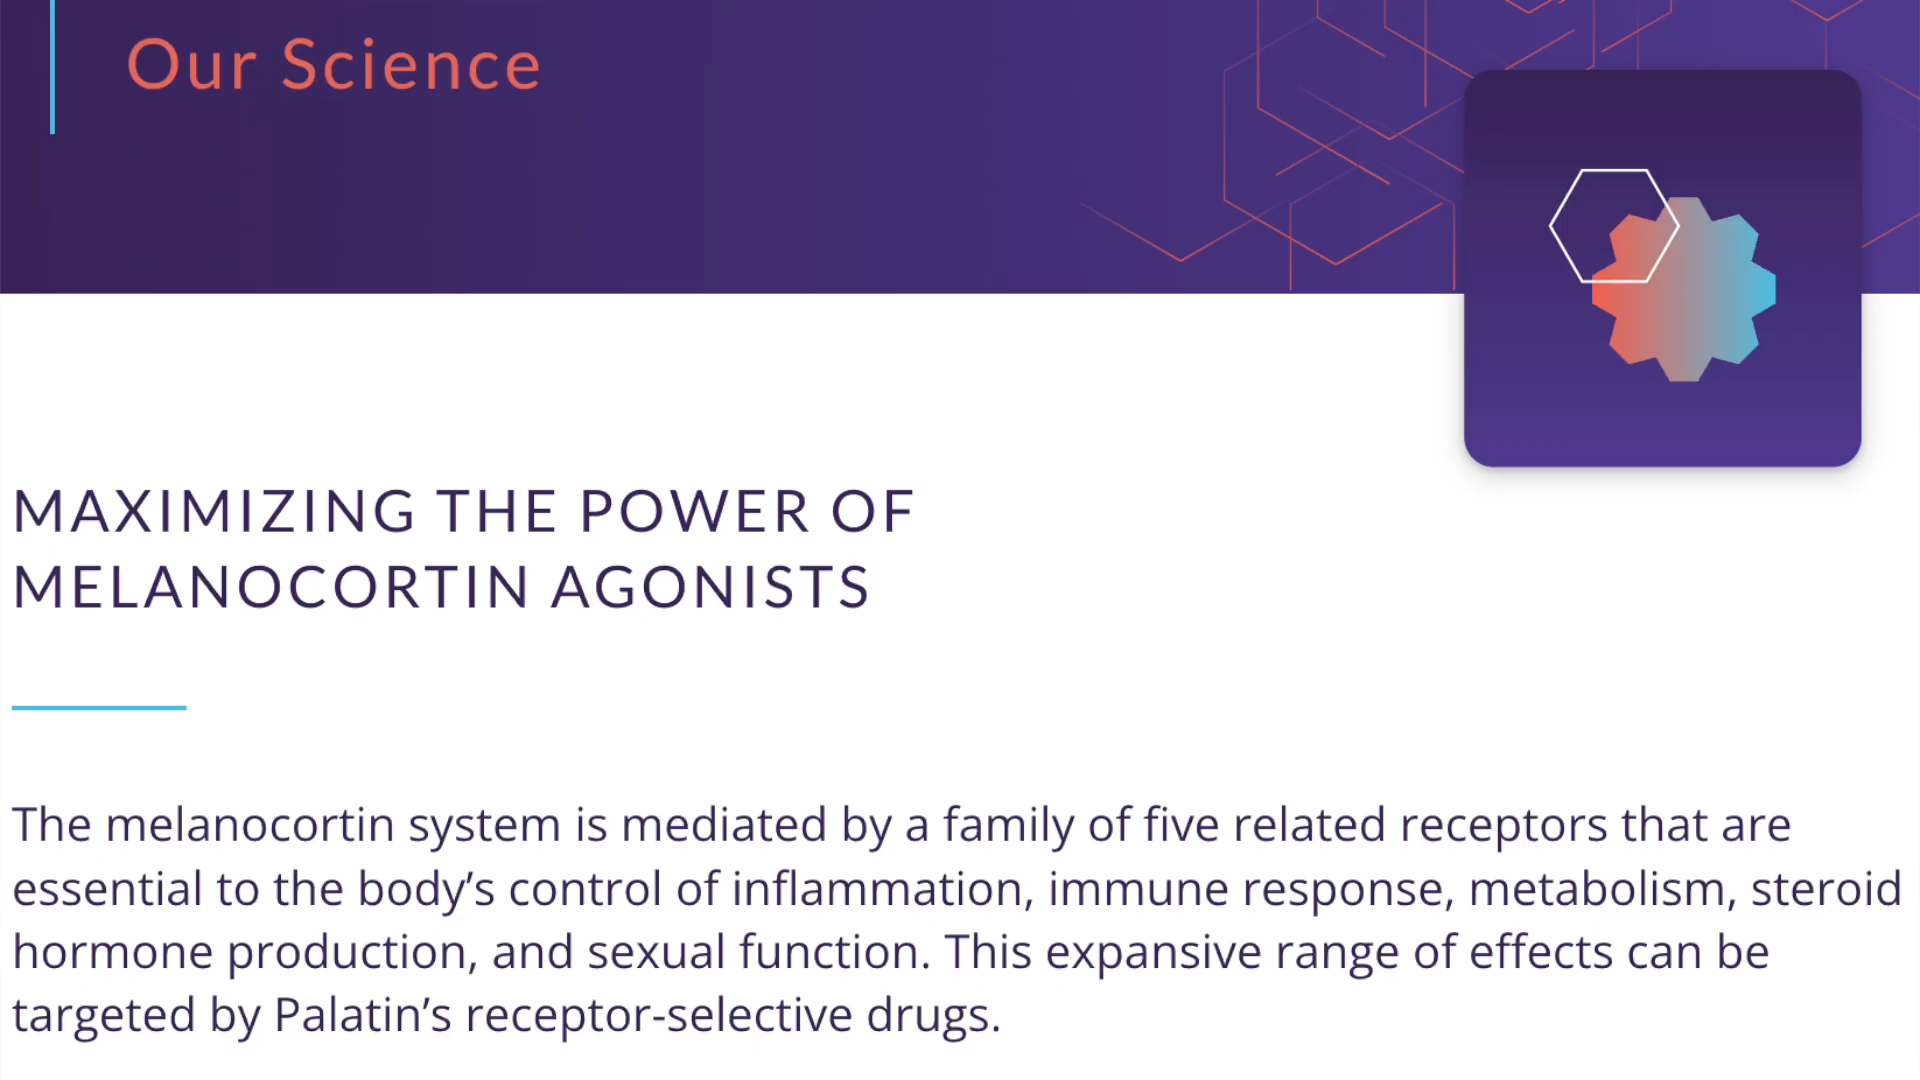 Our Science
MAXIMIZING THE POWER OF
MELANOCORTIN AGONISTS
The melanocortin system is mediated by a family of five related receptors that are
essential to the body’s control of inflammation, immune response, metabolism, steroid
hormone production, and sexual function. This expansive range of effects can be
targeted by Palatin’s receptor-selective drugs.